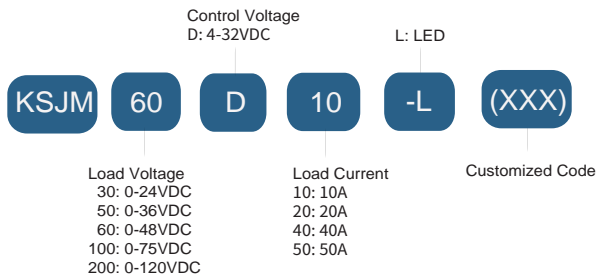 Control Voltage
D: 4-32VDC
L: LED
KSJM 60 D 10 -L (XXX)
Load Voltage
30: 0-24VDC
50: 0-36VDC
60: 0-48VDC
100: 0-75VDC
200: 0-120VDC
Load Current
10: 10A
20: 20A
40: 40A
50: 50A
Customized Code